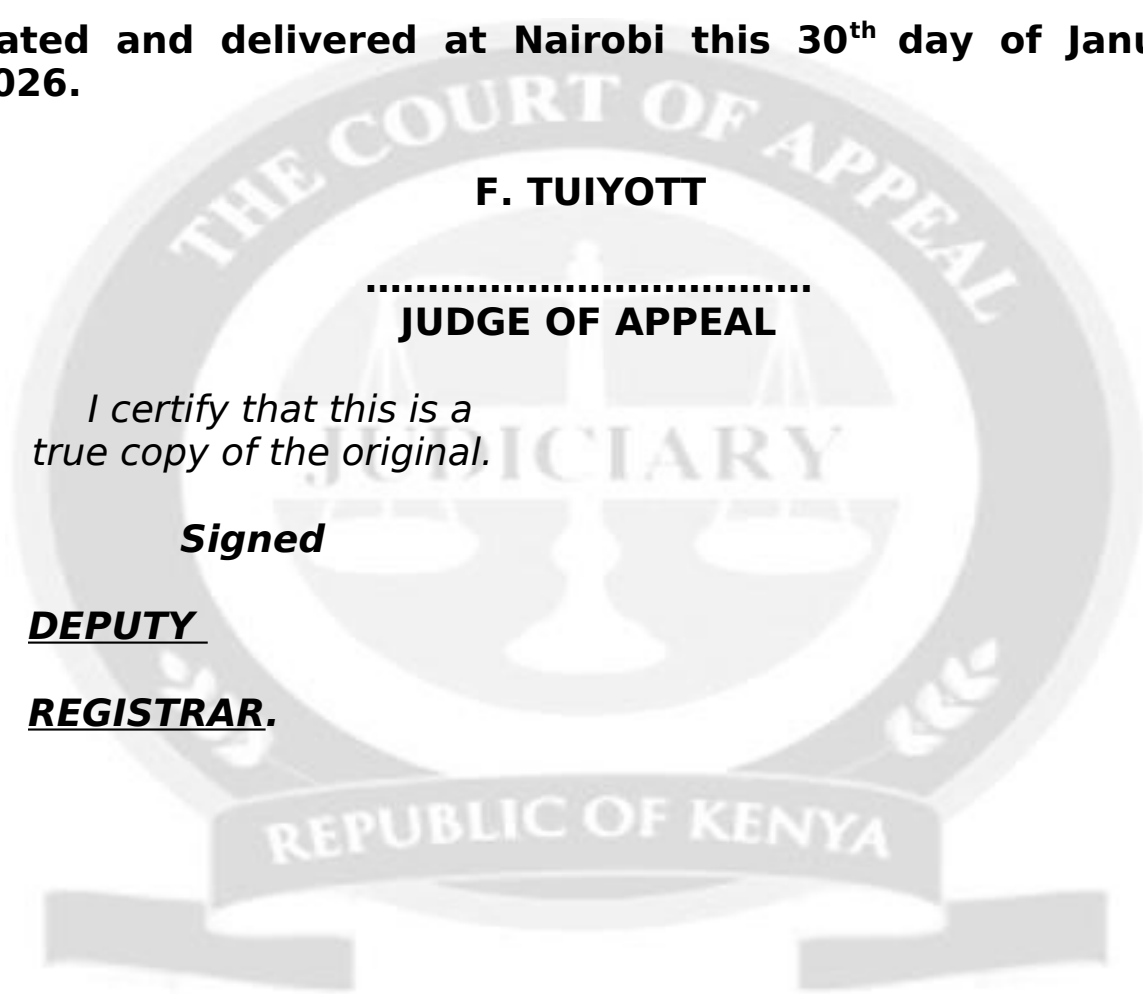 ated and delivered at Nairobi this 30th day of Janu
026.
THE COURT OF APPEAL
F. TUIYOTT
....................................
JUDGE OF APPEAL
I certify that this is a
true copy of the original.
JUDICIARY
Signed
DEPUTY
REGISTRAR.
REPUBLIC OF KENYA